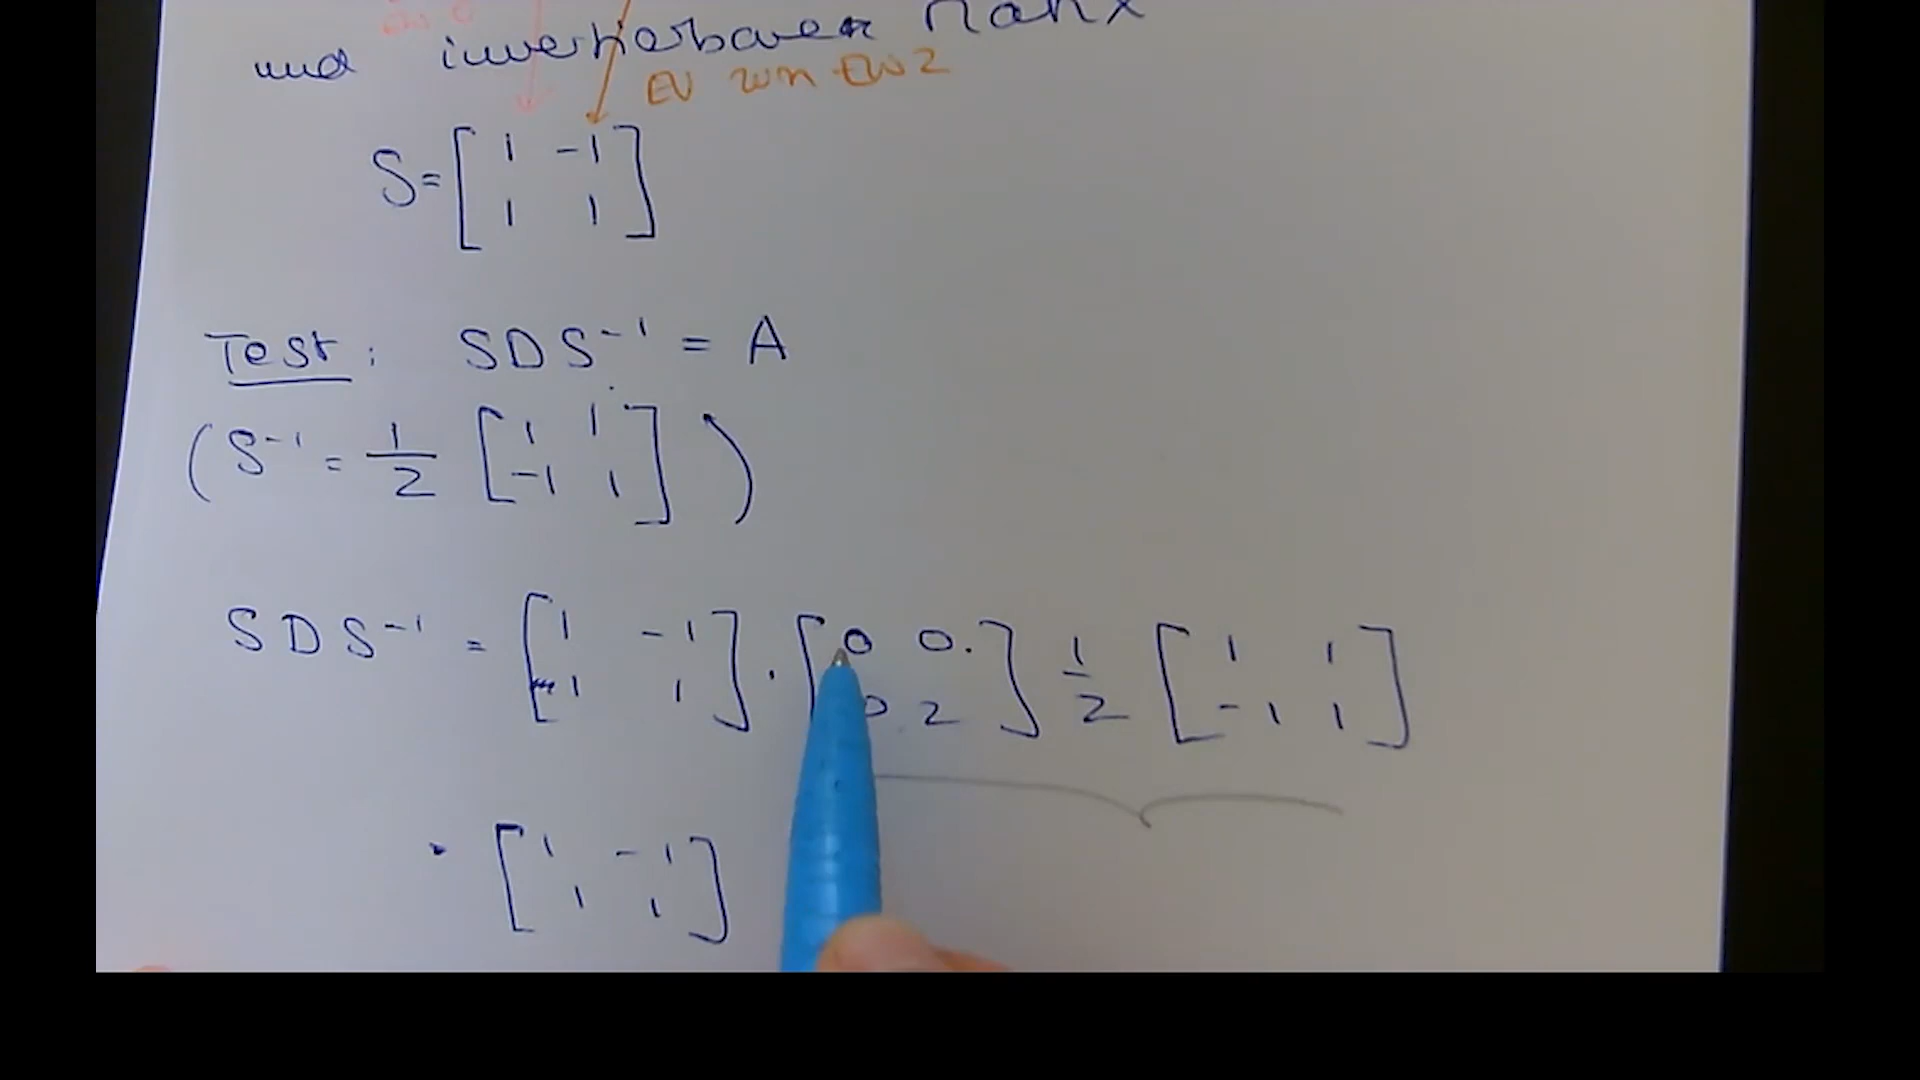 und invertierbaren Matrix
EV zum EW 2
S = [ 1 -1
1 1 ]
Test: SDS⁻¹ = A
( S⁻¹ = 1/2 [ 1 1
-1 1 ] )
SDS⁻¹ = [ 1 -1 ] · [ 0 0 ] 1/2 [ 1 1 ]
[ 1 1 ] [ 0 2 ] [ -1 1 ]
= [ 1 -1
1 1 ]